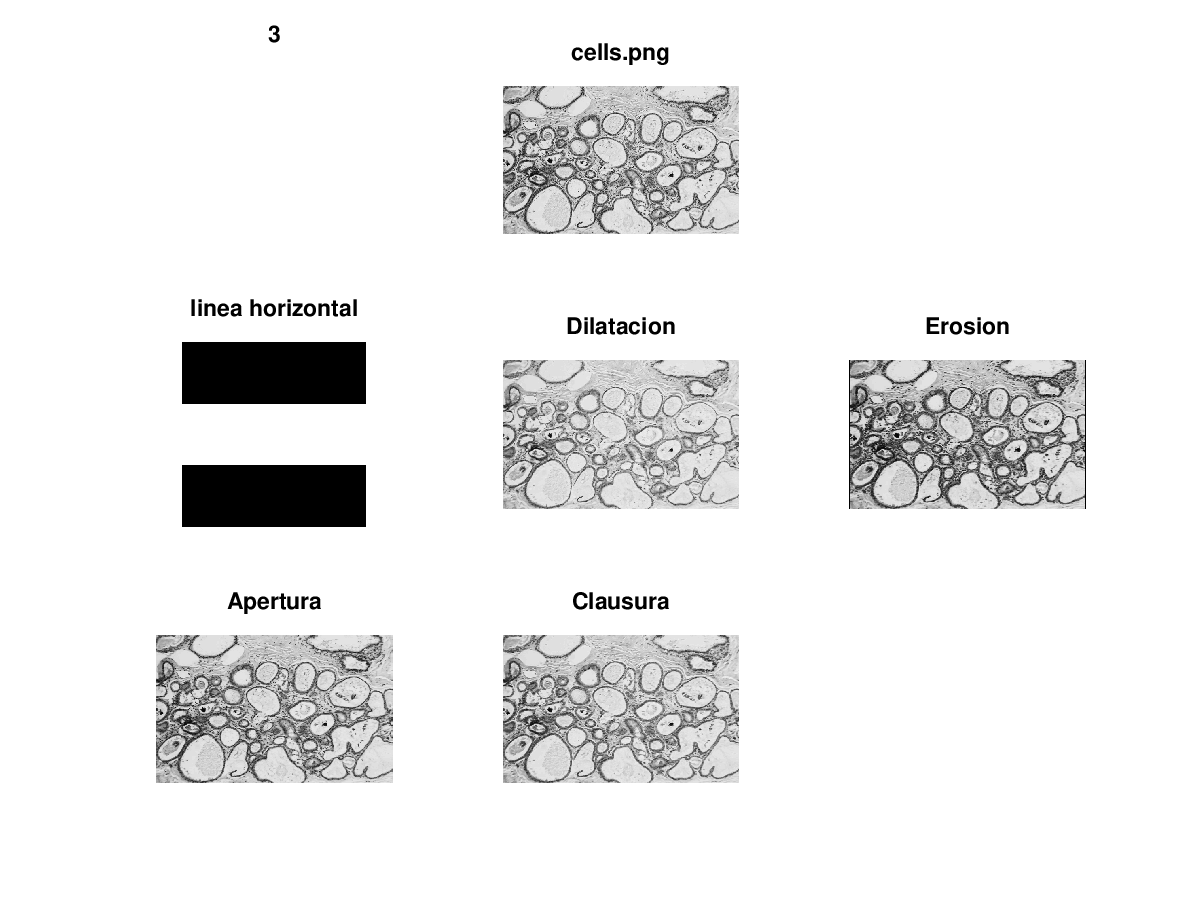 3
cells.png
linea horizontal
Dilatacion
Erosion
Apertura
Clausura